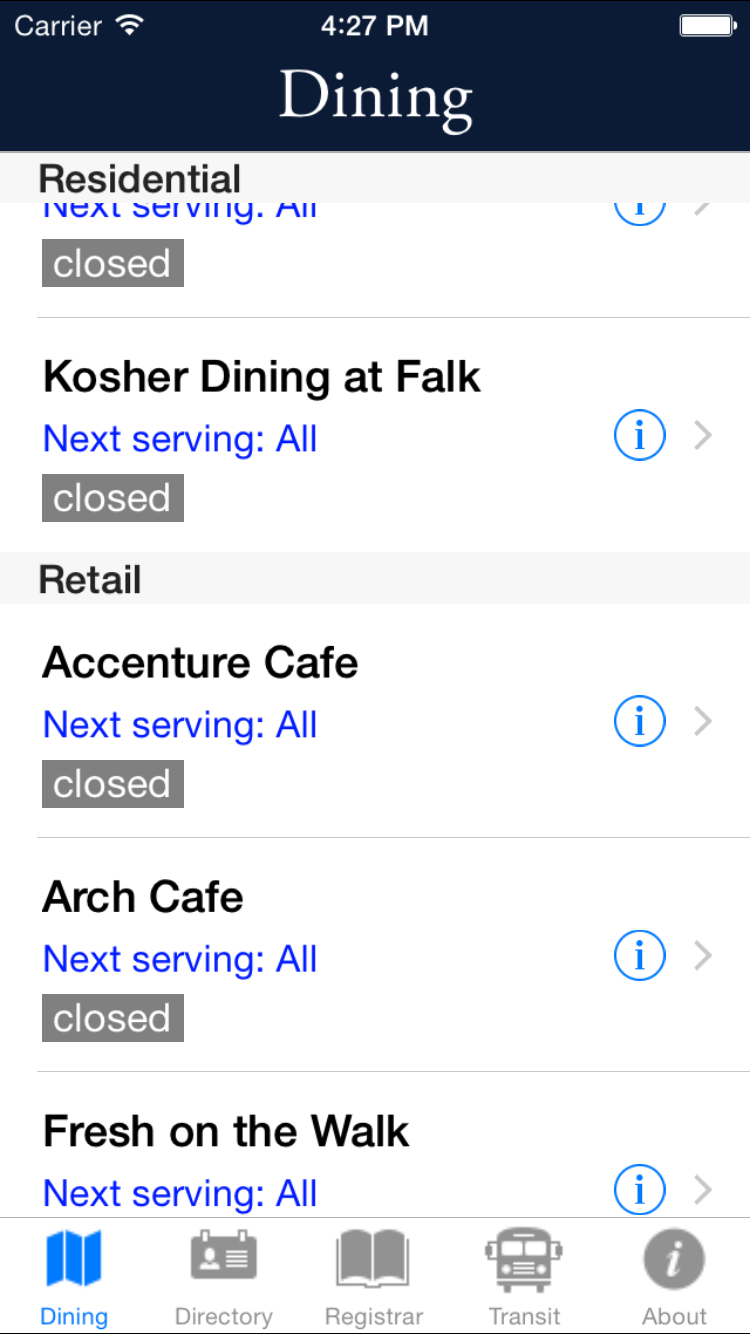 Carrier 4:27 PM
Dining
Residential
Next serving: All
closed
Kosher Dining at Falk
Next serving: All
closed
Retail
Accenture Cafe
Next serving: All
closed
Arch Cafe
Next serving: All
closed
Fresh on the Walk
Next serving: All
Dining Directory Registrar Transit About